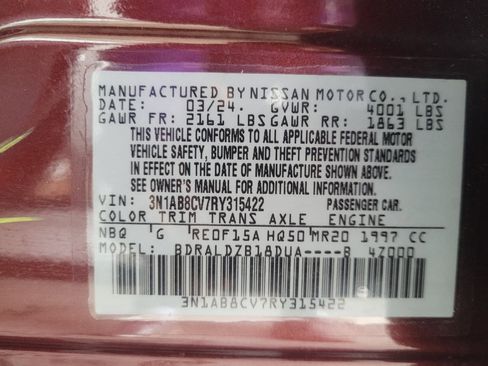 MANUFACTURED BY NISSAN MOTOR CO., LTD.
DATE: 03/24. GVWR: 4001 LBS
GAWR FR: 2161 LBS GAWR RR: 1863 LBS
THIS VEHICLE CONFORMS TO ALL APPLICABLE FEDERAL MOTOR
VEHICLE SAFETY, BUMPER AND THEFT PREVENTION STANDARDS
IN EFFECT ON THE DATE OF MANUFACTURE SHOWN ABOVE.
SEE OWNER'S MANUAL FOR ADDITIONAL INFORMATION.
VIN: 3N1AB8CV7RY315422 PASSENGER CAR.
COLOR TRIM TRANS AXLE ENGINE
NBQ G RE0F15A HQ50 MR20 1997 CC
MODEL: BDRALDZB18DUA----B 47000
3N1AB8CV7RY315422